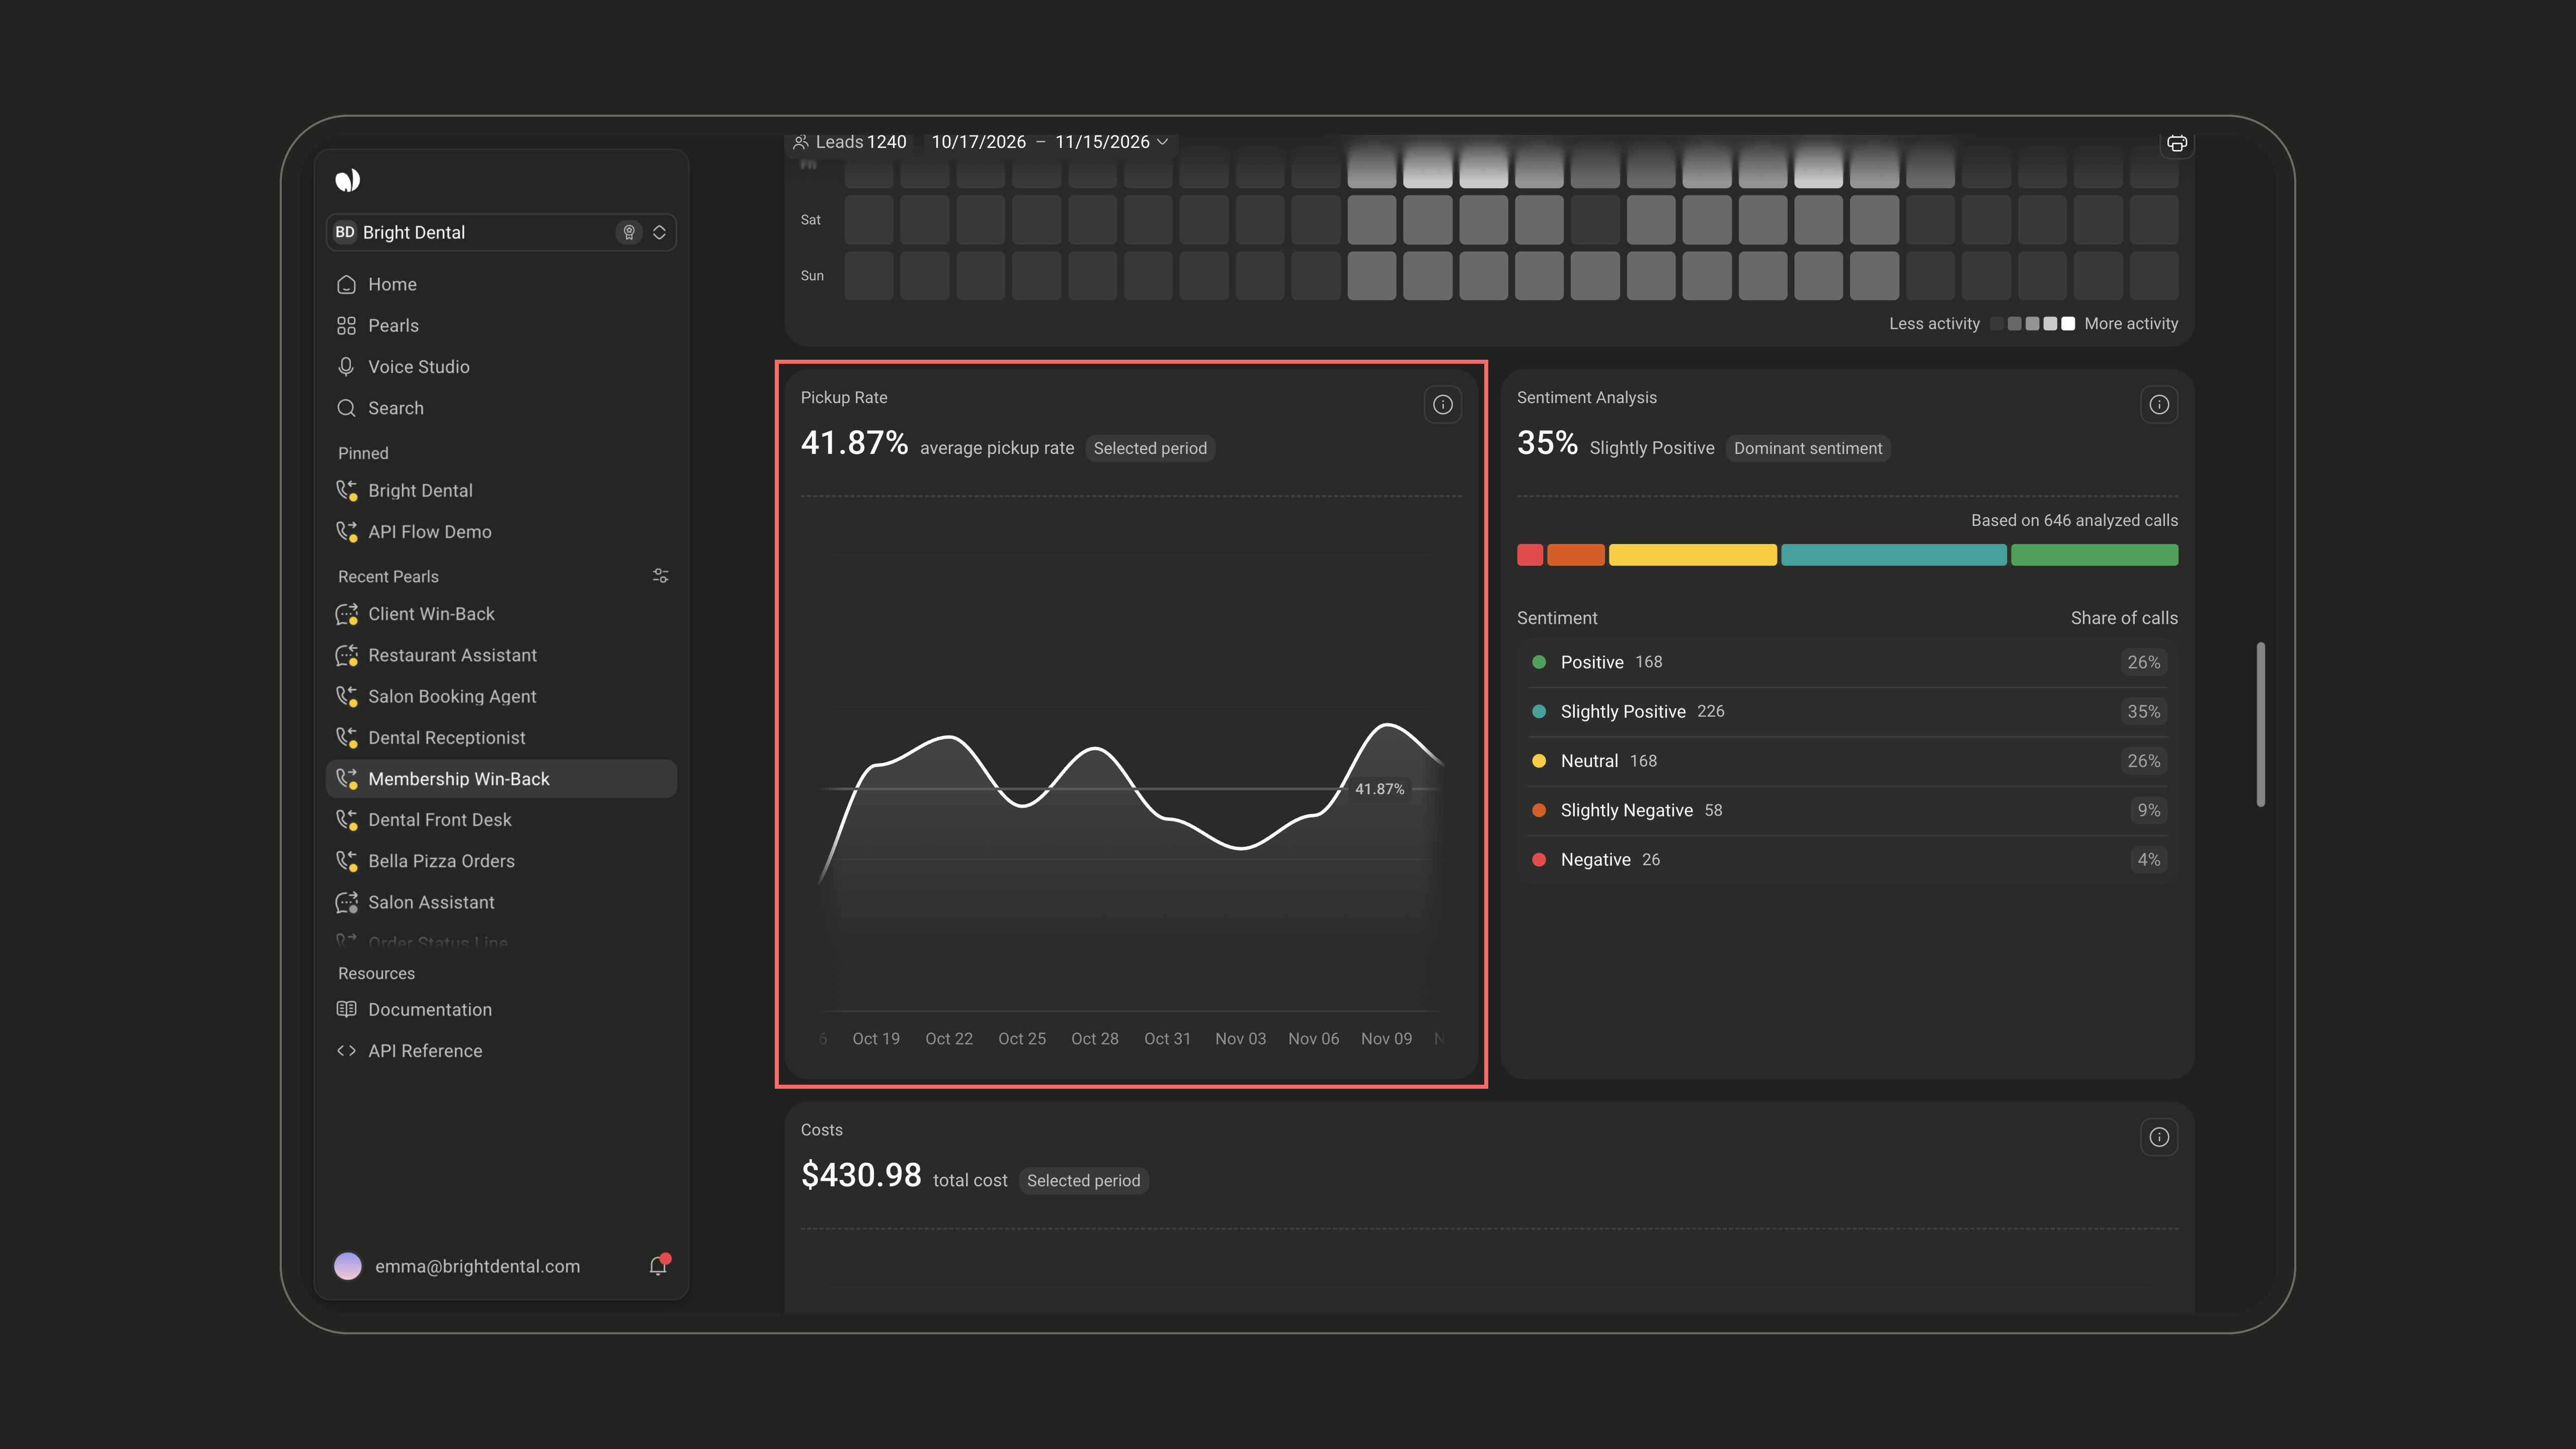 Leads 1240 10/17/2026 – 11/15/2026
Fri
Sat
Sun
Less activity More activity
BD Bright Dental
Home
Pearls
Voice Studio
Search
Pinned
Bright Dental
API Flow Demo
Recent Pearls
Client Win-Back
Restaurant Assistant
Salon Booking Agent
Dental Receptionist
Membership Win-Back
Dental Front Desk
Bella Pizza Orders
Salon Assistant
Order Status Line
Resources
Documentation
API Reference
emma@brightdental.com
Pickup Rate
41.87% average pickup rate Selected period
41.87%
Oct 19 Oct 22 Oct 25 Oct 28 Oct 31 Nov 03 Nov 06 Nov 09
Sentiment Analysis
35% Slightly Positive Dominant sentiment
Based on 646 analyzed calls
Sentiment Share of calls
Positive 168 26%
Slightly Positive 226 35%
Neutral 168 26%
Slightly Negative 58 9%
Negative 26 4%
Costs
$430.98 total cost Selected period